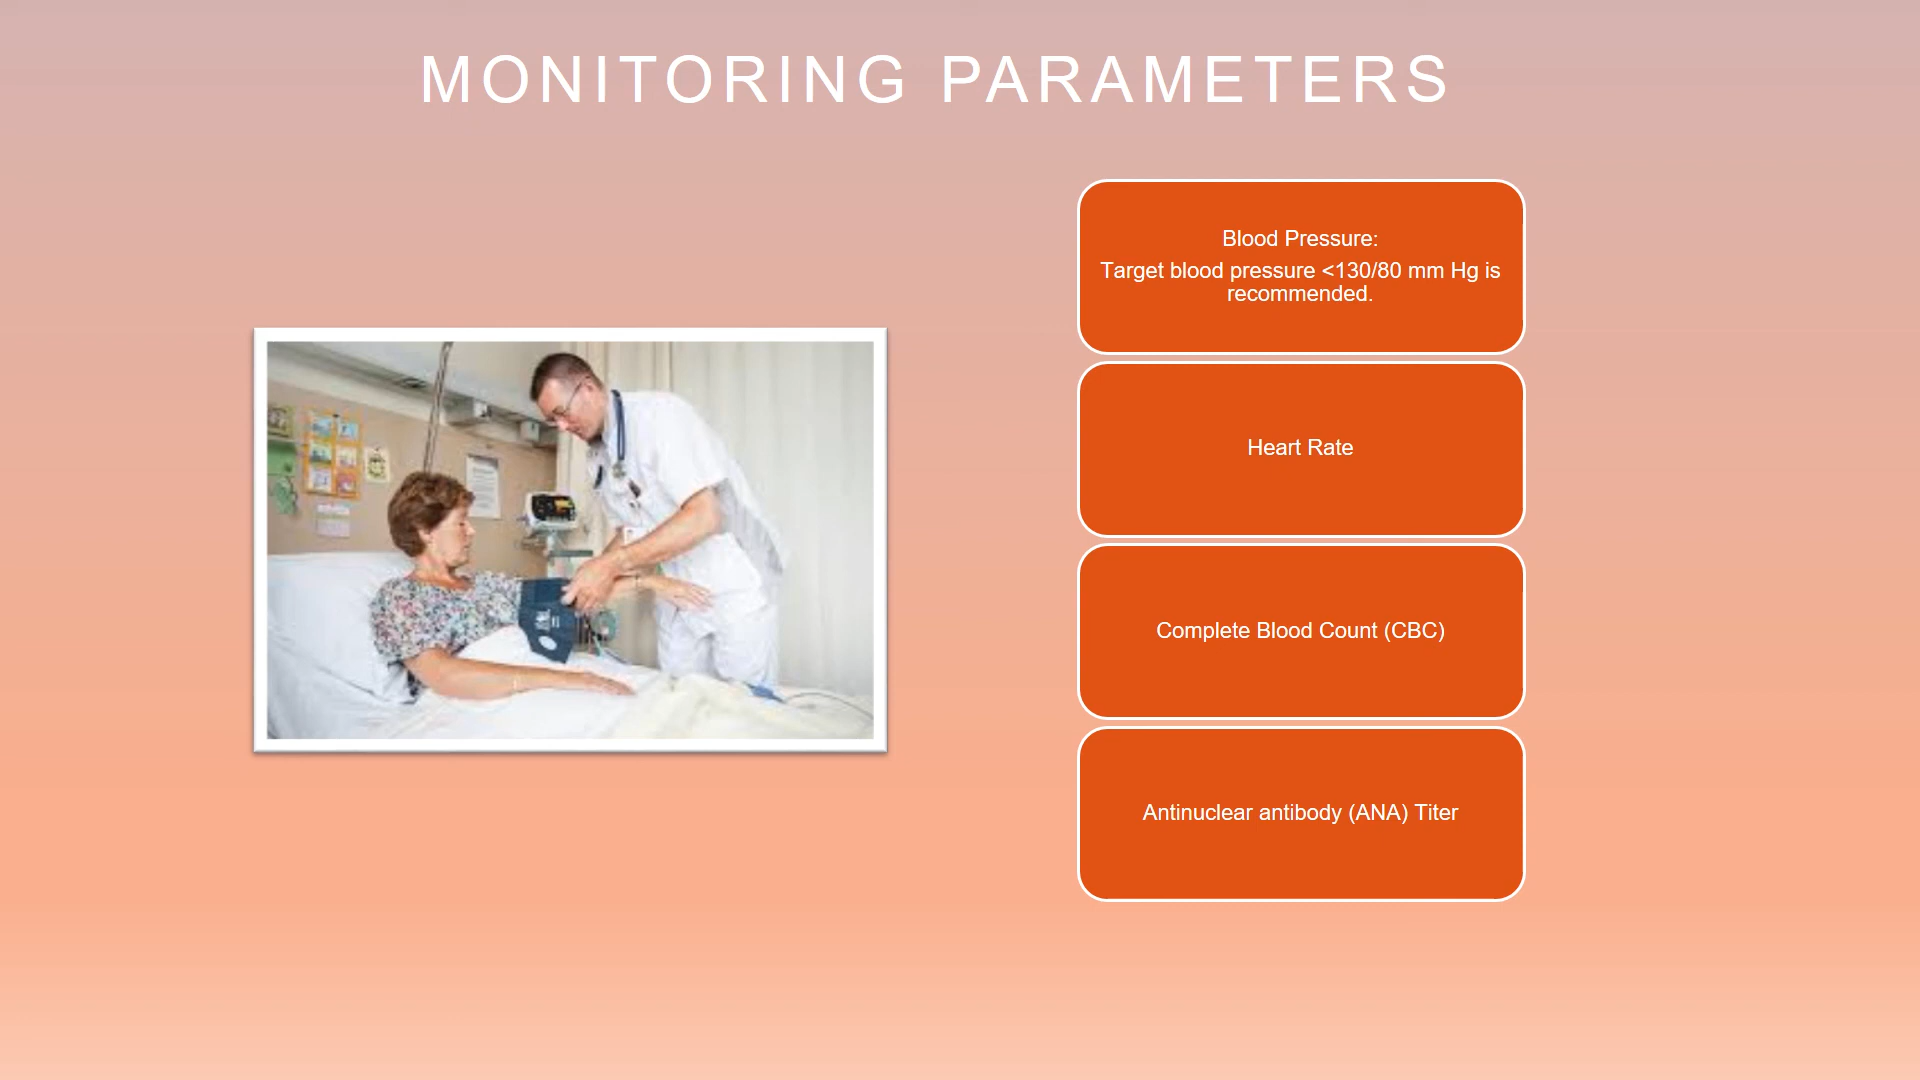 MONITORING PARAMETERS
Blood Pressure:
Target blood pressure <130/80 mm Hg is
recommended.
Heart Rate
Complete Blood Count (CBC)
Antinuclear antibody (ANA) Titer